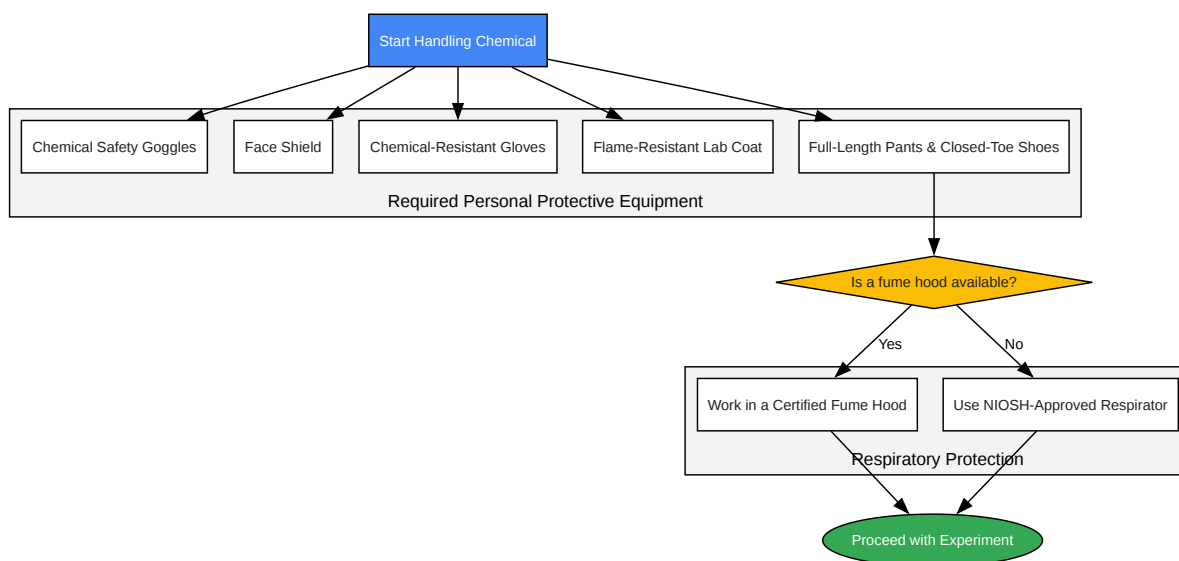 Start Handling Chemical
Chemical Safety Goggles
Face Shield
Chemical-Resistant Gloves
Flame-Resistant Lab Coat
Full-Length Pants & Closed-Toe Shoes
Required Personal Protective Equipment
Is a fume hood available?
Yes
No
Work in a Certified Fume Hood
Use NIOSH-Approved Respirator
Respiratory Protection
Proceed with Experiment